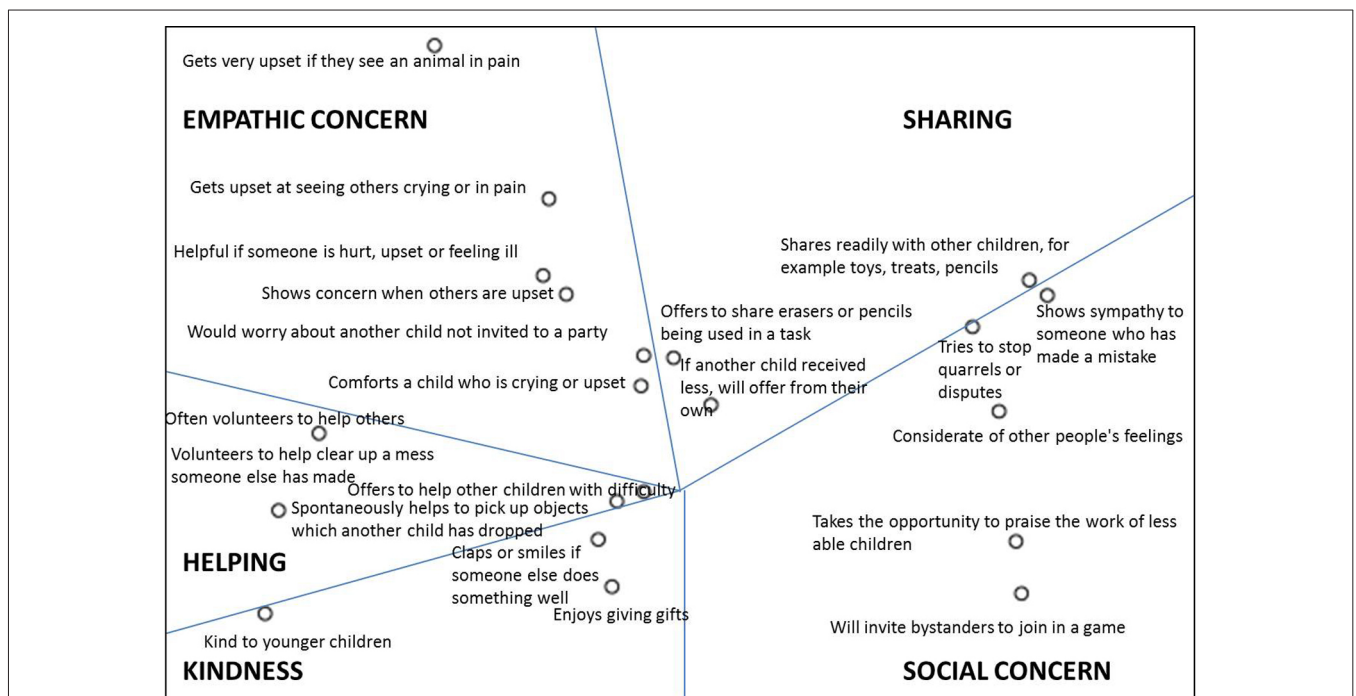 Gets very upset if they see an animal in pain
EMPATHIC CONCERN
SHARING
Gets upset at seeing others crying or in pain
Helpful if someone is hurt, upset or feeling ill
Shows concern when others are upset
Would worry about another child not invited to a party
Comforts a child who is crying or upset
Shares readily with other children, for
example toys, treats, pencils
Offers to share erasers or pencils
being used in a task
If another child received
less, will offer from their
own
Shows sympathy to
someone who has
made a mistake
Tries to stop
quarrels or
disputes
Considerate of other people's feelings
Often volunteers to help others
Volunteers to help clear up a mess
someone else has made
Offers to help other children with difficulty
Spontaneously helps to pick up objects
which another child has dropped
HELPING
Claps or smiles if
someone else does
something well
Enjoys giving gifts
Kind to younger children
KINDNESS
Takes the opportunity to praise the work of less
able children
Will invite bystanders to join in a game
SOCIAL CONCERN